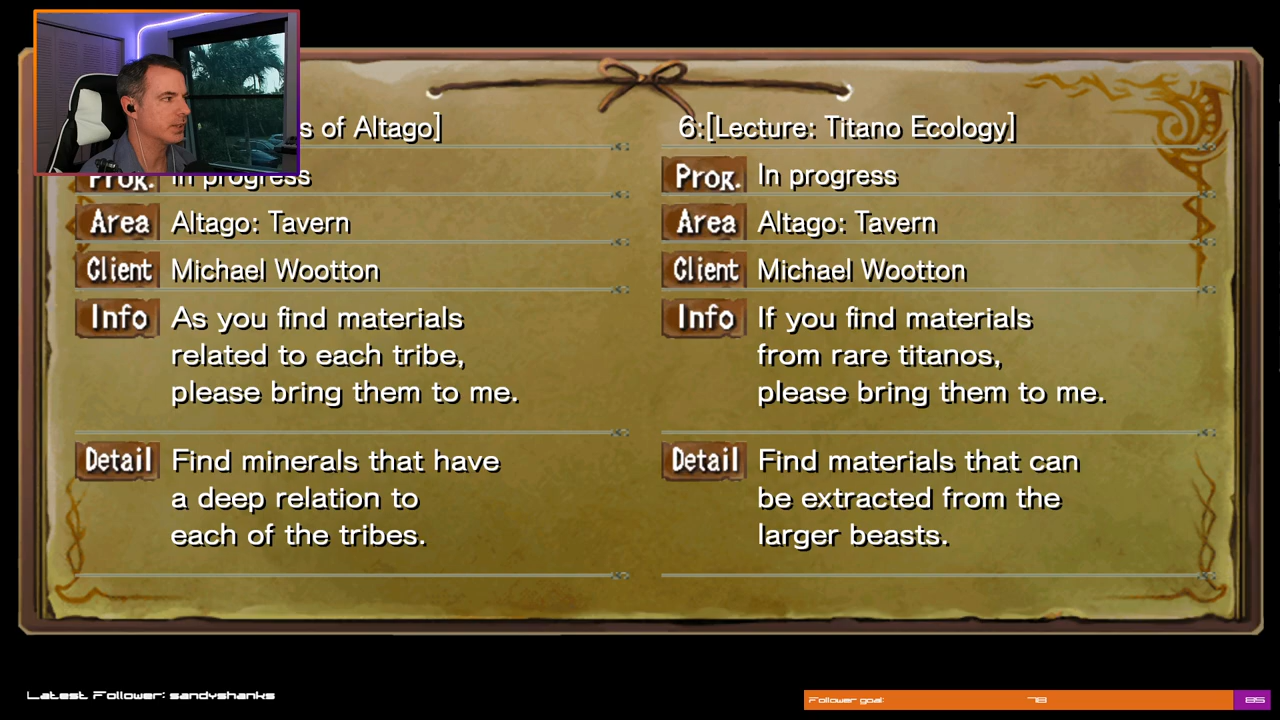 s of Altago]
Prog. In progress
Area Altago: Tavern
Client Michael Wootton
Info As you find materials
related to each tribe,
please bring them to me.
Detail Find minerals that have
a deep relation to
each of the tribes.
6:[Lecture: Titano Ecology]
Prog. In progress
Area Altago: Tavern
Client Michael Wootton
Info If you find materials
from rare titanos,
please bring them to me.
Detail Find materials that can
be extracted from the
larger beasts.
Latest Follower: sandyshanks
Follower goal: 78 85